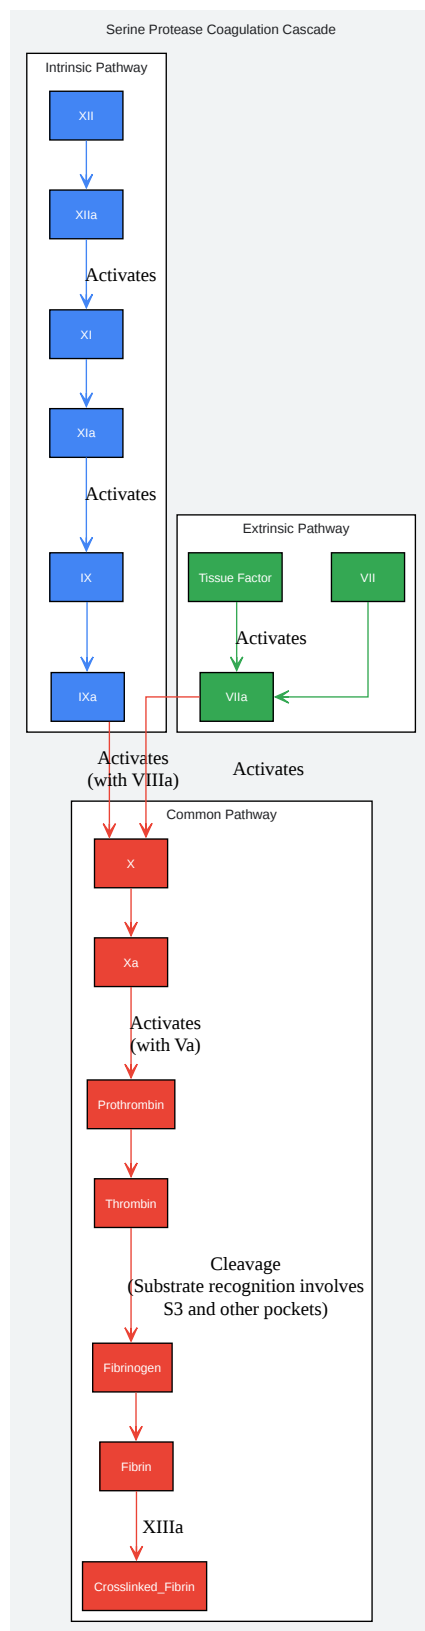 Serine Protease Coagulation Cascade
Intrinsic Pathway
XII
XIIa
Activates
XI
XIa
Activates
IX
IXa
Extrinsic Pathway
Tissue Factor
VII
Activates
VIIa
Activates
(with VIIIa)
Activates
Common Pathway
X
Xa
Activates
(with Va)
Prothrombin
Thrombin
Cleavage
(Substrate recognition involves
S3 and other pockets)
Fibrinogen
Fibrin
XIIIa
Crosslinked_Fibrin